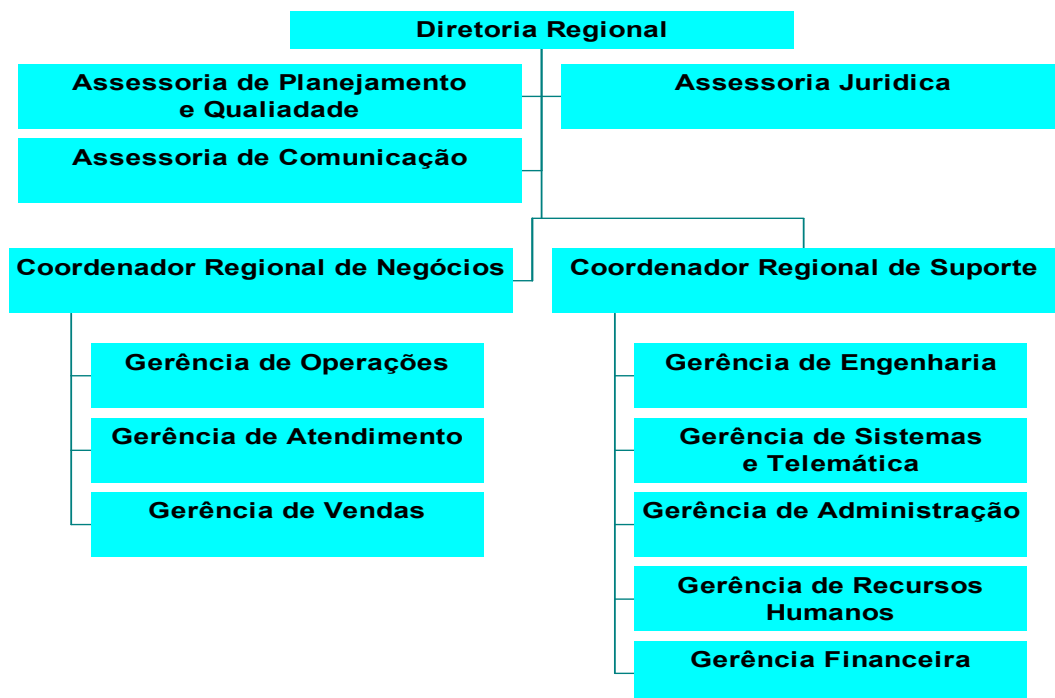 Diretoria Regional
Assessoria de Planejamento
e Qualiadade
Assessoria Juridica
Assessoria de Comunicação
Coordenador Regional de Negócios
Coordenador Regional de Suporte
Gerência de Operações
Gerência de Atendimento
Gerência de Vendas
Gerência de Engenharia
Gerência de Sistemas
e Telemática
Gerência de Administração
Gerência de Recursos
Humanos
Gerência Financeira